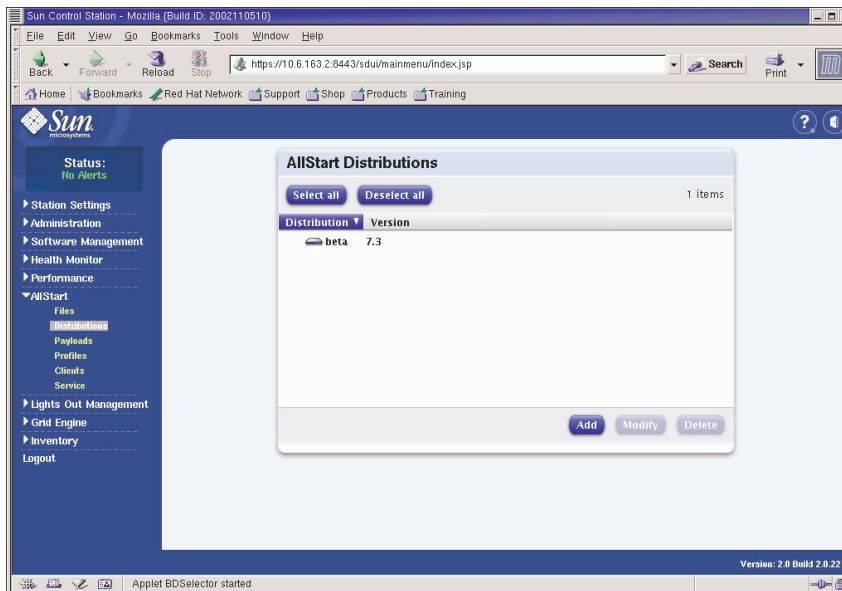 Sun Control Station - Mozilla {Build ID: 2002110510}
File Edit View Go Bookmarks Tools Window Help
Back Forward Reload Stop https://10.6.163.2:8443/sdui/mainmenu/index.jsp Search Print
Home Bookmarks Red Hat Network Support Shop Products Training
Sun
microsystems
?
Status:
No Alerts
Station Settings
Administration
Software Management
Health Monitor
Performance
AllStart
Files
Distributions
Payloads
Profiles
Clients
Service
Lights Out Management
Grid Engine
Inventory
Logout
AllStart Distributions
Select all Deselect all 1 items
Distribution Version
beta 7.3
Add Modify Delete
Version: 2.0 Build 2.0.22
Applet BDSelector started